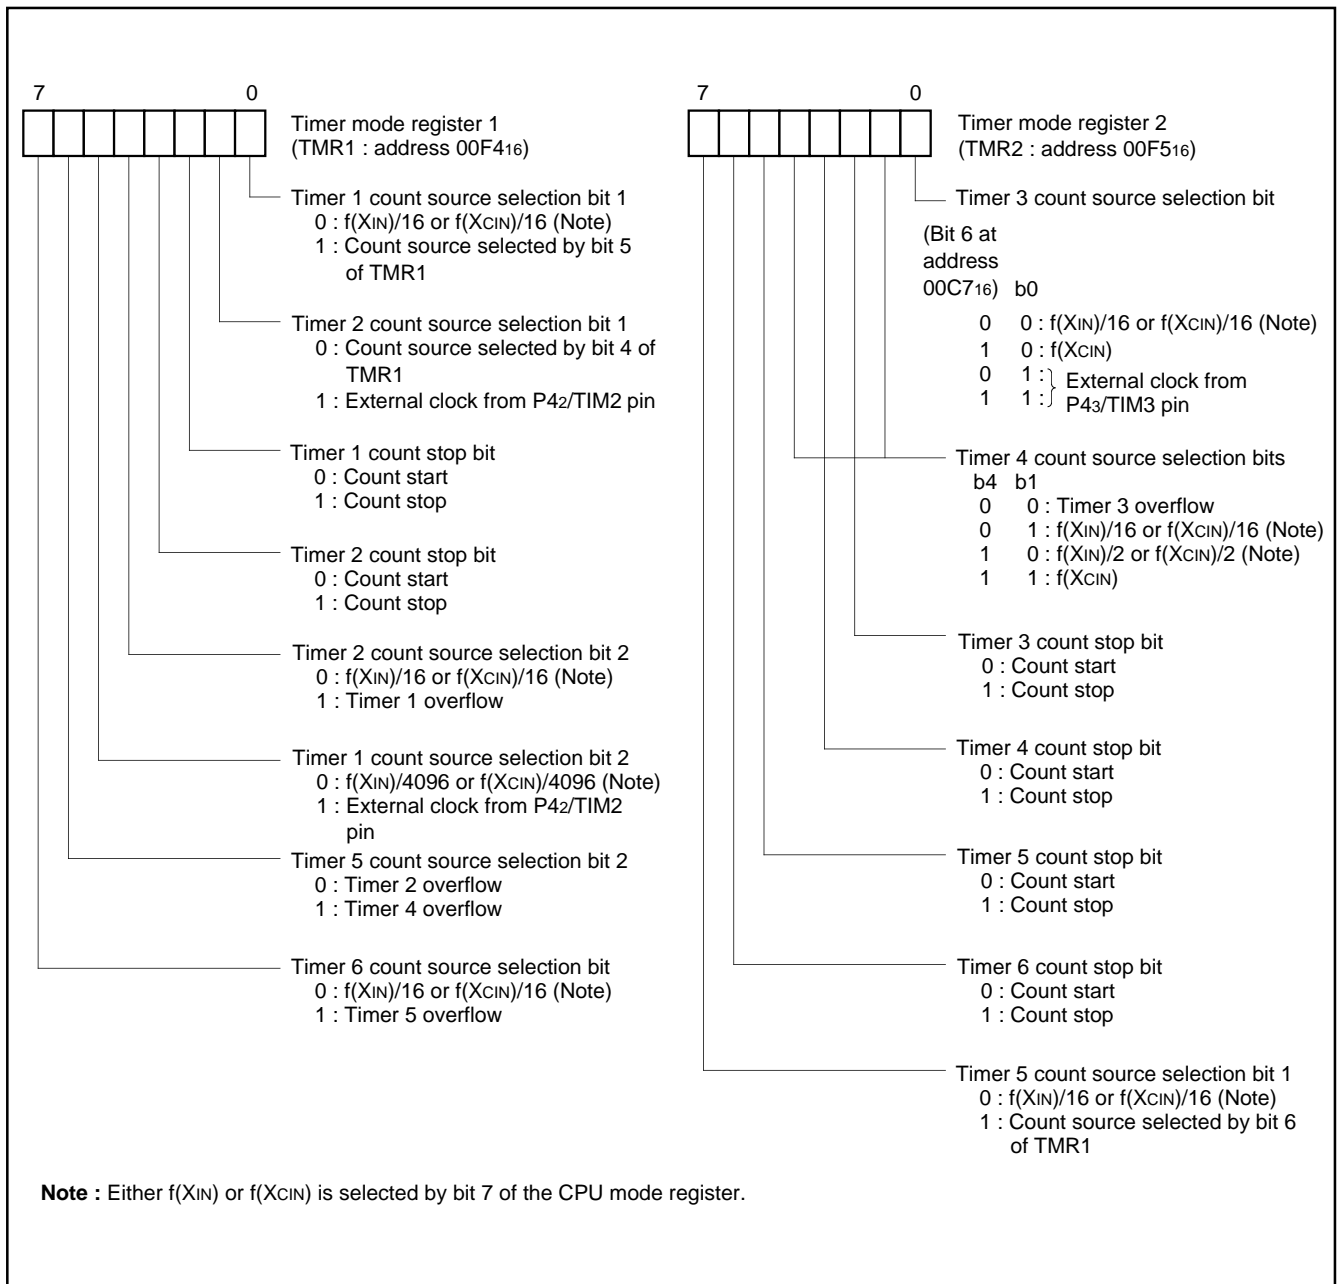 7 0
Timer mode register 1
(TMR1 : address 00F416)
Timer 1 count source selection bit 1
0 : f(XIN)/16 or f(XCIN)/16 (Note)
1 : Count source selected by bit 5
of TMR1
Timer 2 count source selection bit 1
0 : Count source selected by bit 4 of
TMR1
1 : External clock from P42/TIM2 pin
Timer 1 count stop bit
0 : Count start
1 : Count stop
Timer 2 count stop bit
0 : Count start
1 : Count stop
Timer 2 count source selection bit 2
0 : f(XIN)/16 or f(XCIN)/16 (Note)
1 : Timer 1 overflow
Timer 1 count source selection bit 2
0 : f(XIN)/4096 or f(XCIN)/4096 (Note)
1 : External clock from P42/TIM2
pin
Timer 5 count source selection bit 2
0 : Timer 2 overflow
1 : Timer 4 overflow
Timer 6 count source selection bit
0 : f(XIN)/16 or f(XCIN)/16 (Note)
1 : Timer 5 overflow
7 0
Timer mode register 2
(TMR2 : address 00F516)
Timer 3 count source selection bit
(Bit 6 at
address
00C716) b0
0 0 : f(XIN)/16 or f(XCIN)/16 (Note)
1 0 : f(XCIN)
0 1 : External clock from
1 1 : P43/TIM3 pin
Timer 4 count source selection bits
b4 b1
0 0 : Timer 3 overflow
0 1 : f(XIN)/16 or f(XCIN)/16 (Note)
1 0 : f(XIN)/2 or f(XCIN)/2 (Note)
1 1 : f(XCIN)
Timer 3 count stop bit
0 : Count start
1 : Count stop
Timer 4 count stop bit
0 : Count start
1 : Count stop
Timer 5 count stop bit
0 : Count start
1 : Count stop
Timer 6 count stop bit
0 : Count start
1 : Count stop
Timer 5 count source selection bit 1
0 : f(XIN)/16 or f(XCIN)/16 (Note)
1 : Count source selected by bit 6
of TMR1
Note : Either f(XIN) or f(XCIN) is selected by bit 7 of the CPU mode register.